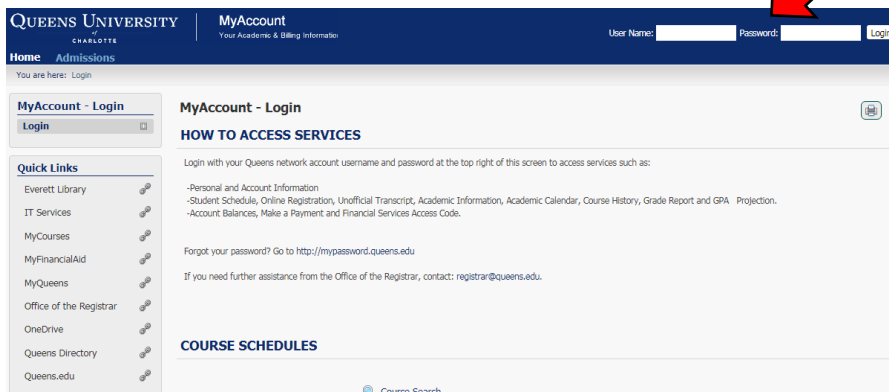 QUEENS UNIVERSITY
of
CHARLOTTE
MyAccount
Your Academic & Billing Information
User Name:
Password:
Login
Home Admissions
You are here: Login
MyAccount - Login
Login
Quick Links
Everett Library
IT Services
MyCourses
MyFinancialAid
MyQueens
Office of the Registrar
OneDrive
Queens Directory
Queens.edu
MyAccount - Login
HOW TO ACCESS SERVICES
Login with your Queens network account username and password at the top right of this screen to access services such as:
-Personal and Account Information
-Student Schedule, Online Registration, Unofficial Transcript, Academic Information, Academic Calendar, Course History, Grade Report and GPA Projection.
-Account Balances, Make a Payment and Financial Services Access Code.
Forgot your password? Go to http://mypassword.queens.edu
If you need further assistance from the Office of the Registrar, contact: registrar@queens.edu.
COURSE SCHEDULES
Course Search